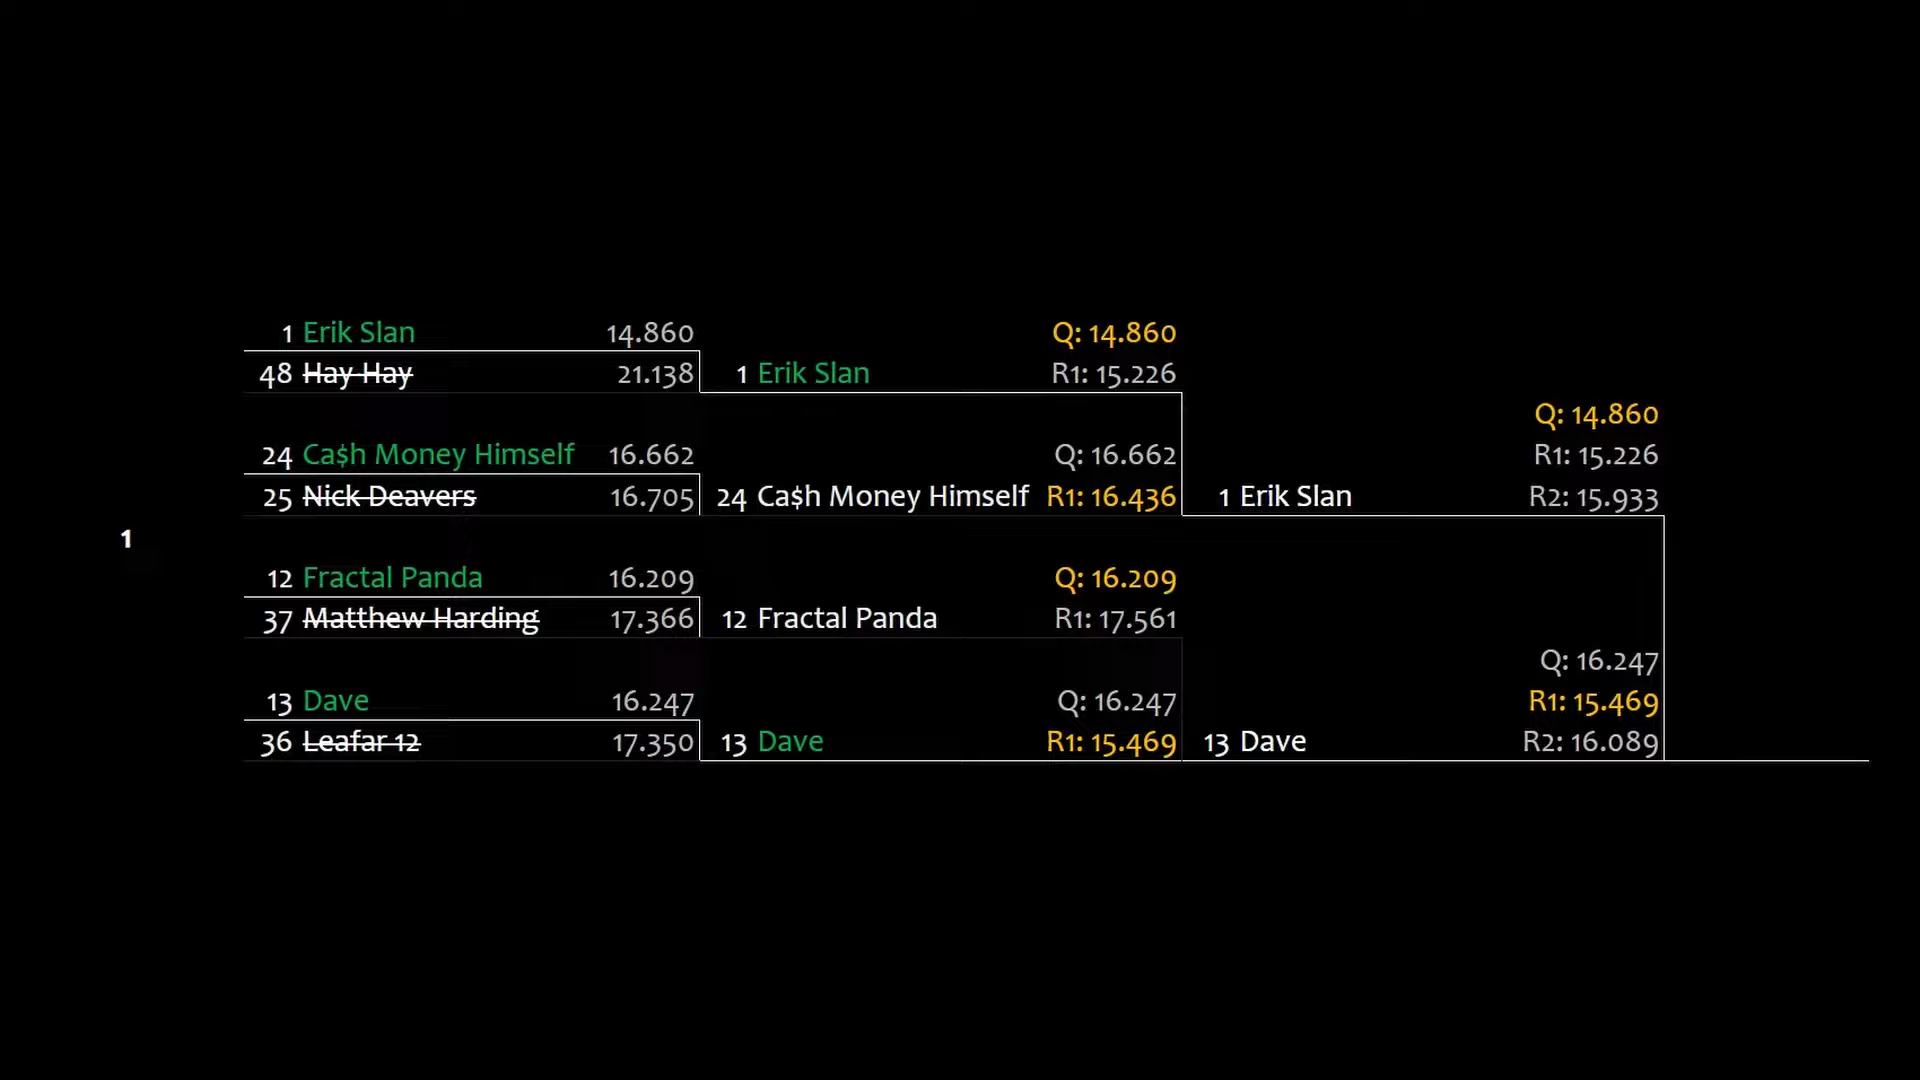 1 Erik Slan 14.860 Q: 14.860
48 Hay Hay 21.138 1 Erik Slan R1: 15.226
Q: 14.860
24 Ca$h Money Himself 16.662 Q: 16.662 R1: 15.226
25 Nick Deavers 16.705 24 Ca$h Money Himself R1: 16.436 1 Erik Slan R2: 15.933
1
12 Fractal Panda 16.209 Q: 16.209
37 Matthew Harding 17.366 12 Fractal Panda R1: 17.561
Q: 16.247
13 Dave 16.247 Q: 16.247 R1: 15.469
36 Leafar 12 17.350 13 Dave R1: 15.469 13 Dave R2: 16.089